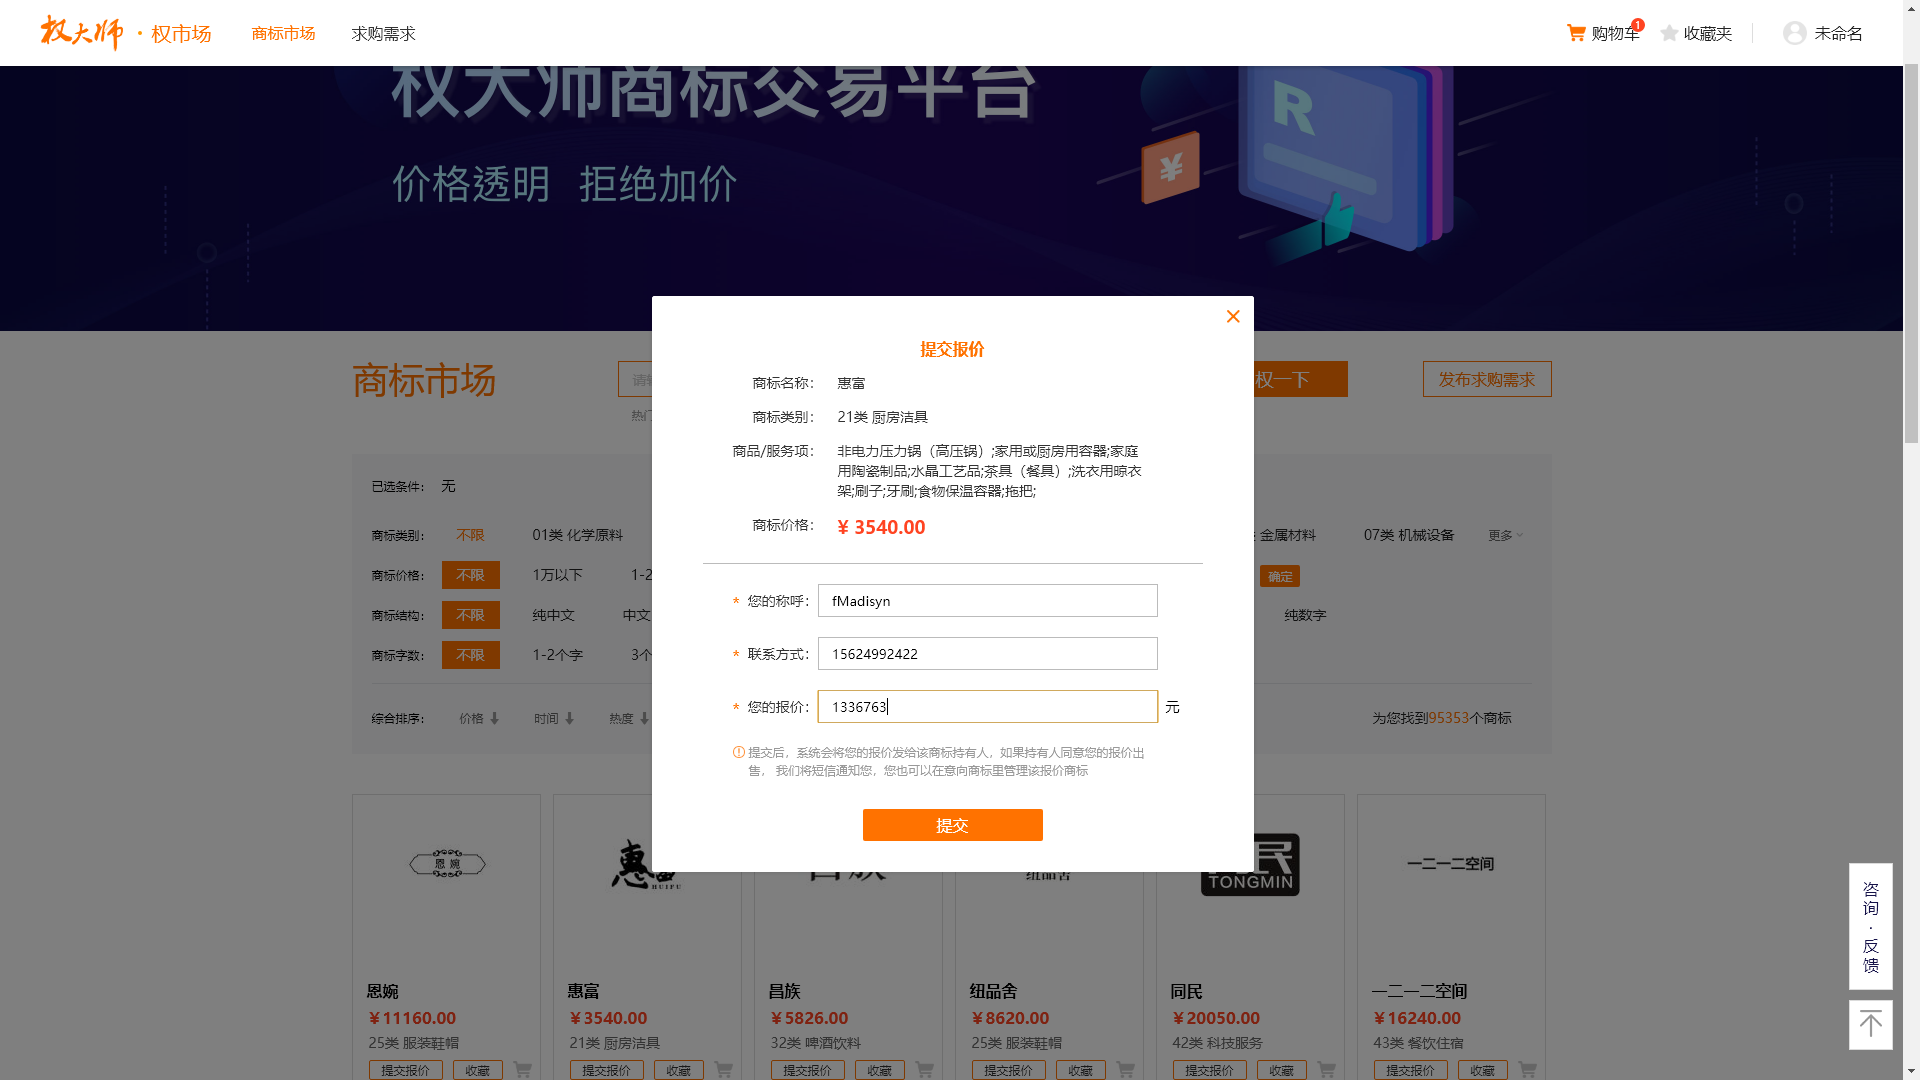 权大师 · 权市场 商标市场 求购需求 购物车 1 收藏夹 未命名
权大师商标交易平台
价格透明 拒绝加价
提交报价
商标名称： 惠富
商标类别： 21类 厨房洁具
商品/服务项： 非电力压力锅（高压锅）;家用或厨房用容器;家庭
用陶瓷制品;水晶工艺品;茶具（餐具）;洗衣用晾衣
架;刷子;牙刷;食物保温容器;拖把;
商标价格： ¥ 3540.00
* 您的称呼： fMadisyn
* 联系方式： 15624992422
* 您的报价： 1336763 元
提交后，系统会将您的报价发给该商标持有人，如果持有人同意您的报价出
售， 我们将短信通知您，您也可以在意向商标里管理该报价商标
提交
商标市场 权一下 发布求购需求
热门
已选条件： 无
商标类别： 不限 01类 化学原料 金属材料 07类 机械设备 更多
商标价格： 不限 1万以下 1-2 确定
商标结构： 不限 纯中文 中文 纯数字
商标字数： 不限 1-2个字 3个
综合排序： 价格 时间 热度 为您找到95353个商标
恩婉
惠富 HUIFU
昌族
纽品舍
TONGMIN
一二一二空间
恩婉 惠富 昌族 纽品舍 同民 一二一二空间
￥11160.00 ￥3540.00 ￥5826.00 ￥8620.00 ￥20050.00 ￥16240.00
25类 服装鞋帽 21类 厨房洁具 32类 啤酒饮料 25类 服装鞋帽 42类 科技服务 43类 餐饮住宿
提交报价 收藏 提交报价 收藏 提交报价 收藏 提交报价 收藏 提交报价 收藏 提交报价 收藏
咨询·反馈